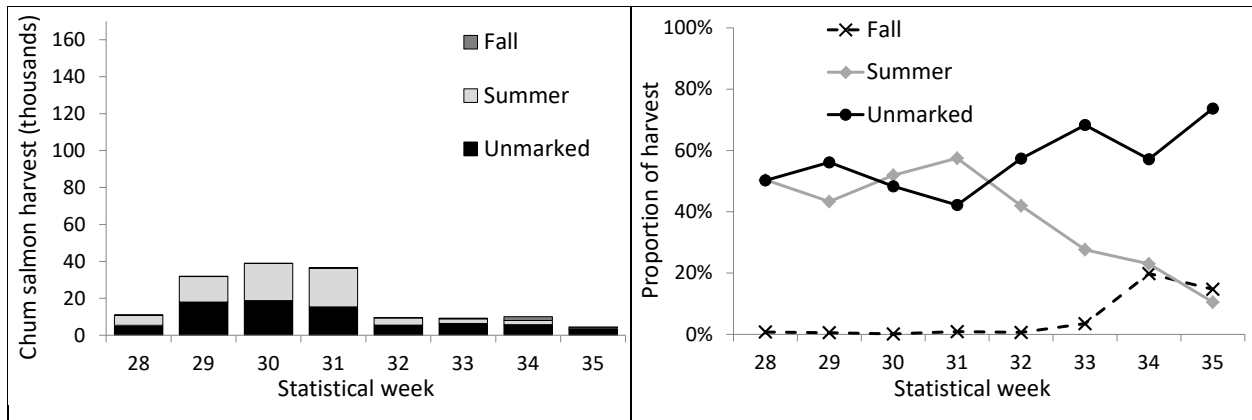 Chum salmon harvest (thousands)
160
140
120
100
80
60
40
20
0
Fall
Summer
Unmarked
28 29 30 31 32 33 34 35
Statistical week
Proportion of harvest
100%
80%
60%
40%
20%
0%
Fall
Summer
Unmarked
28 29 30 31 32 33 34 35
Statistical week